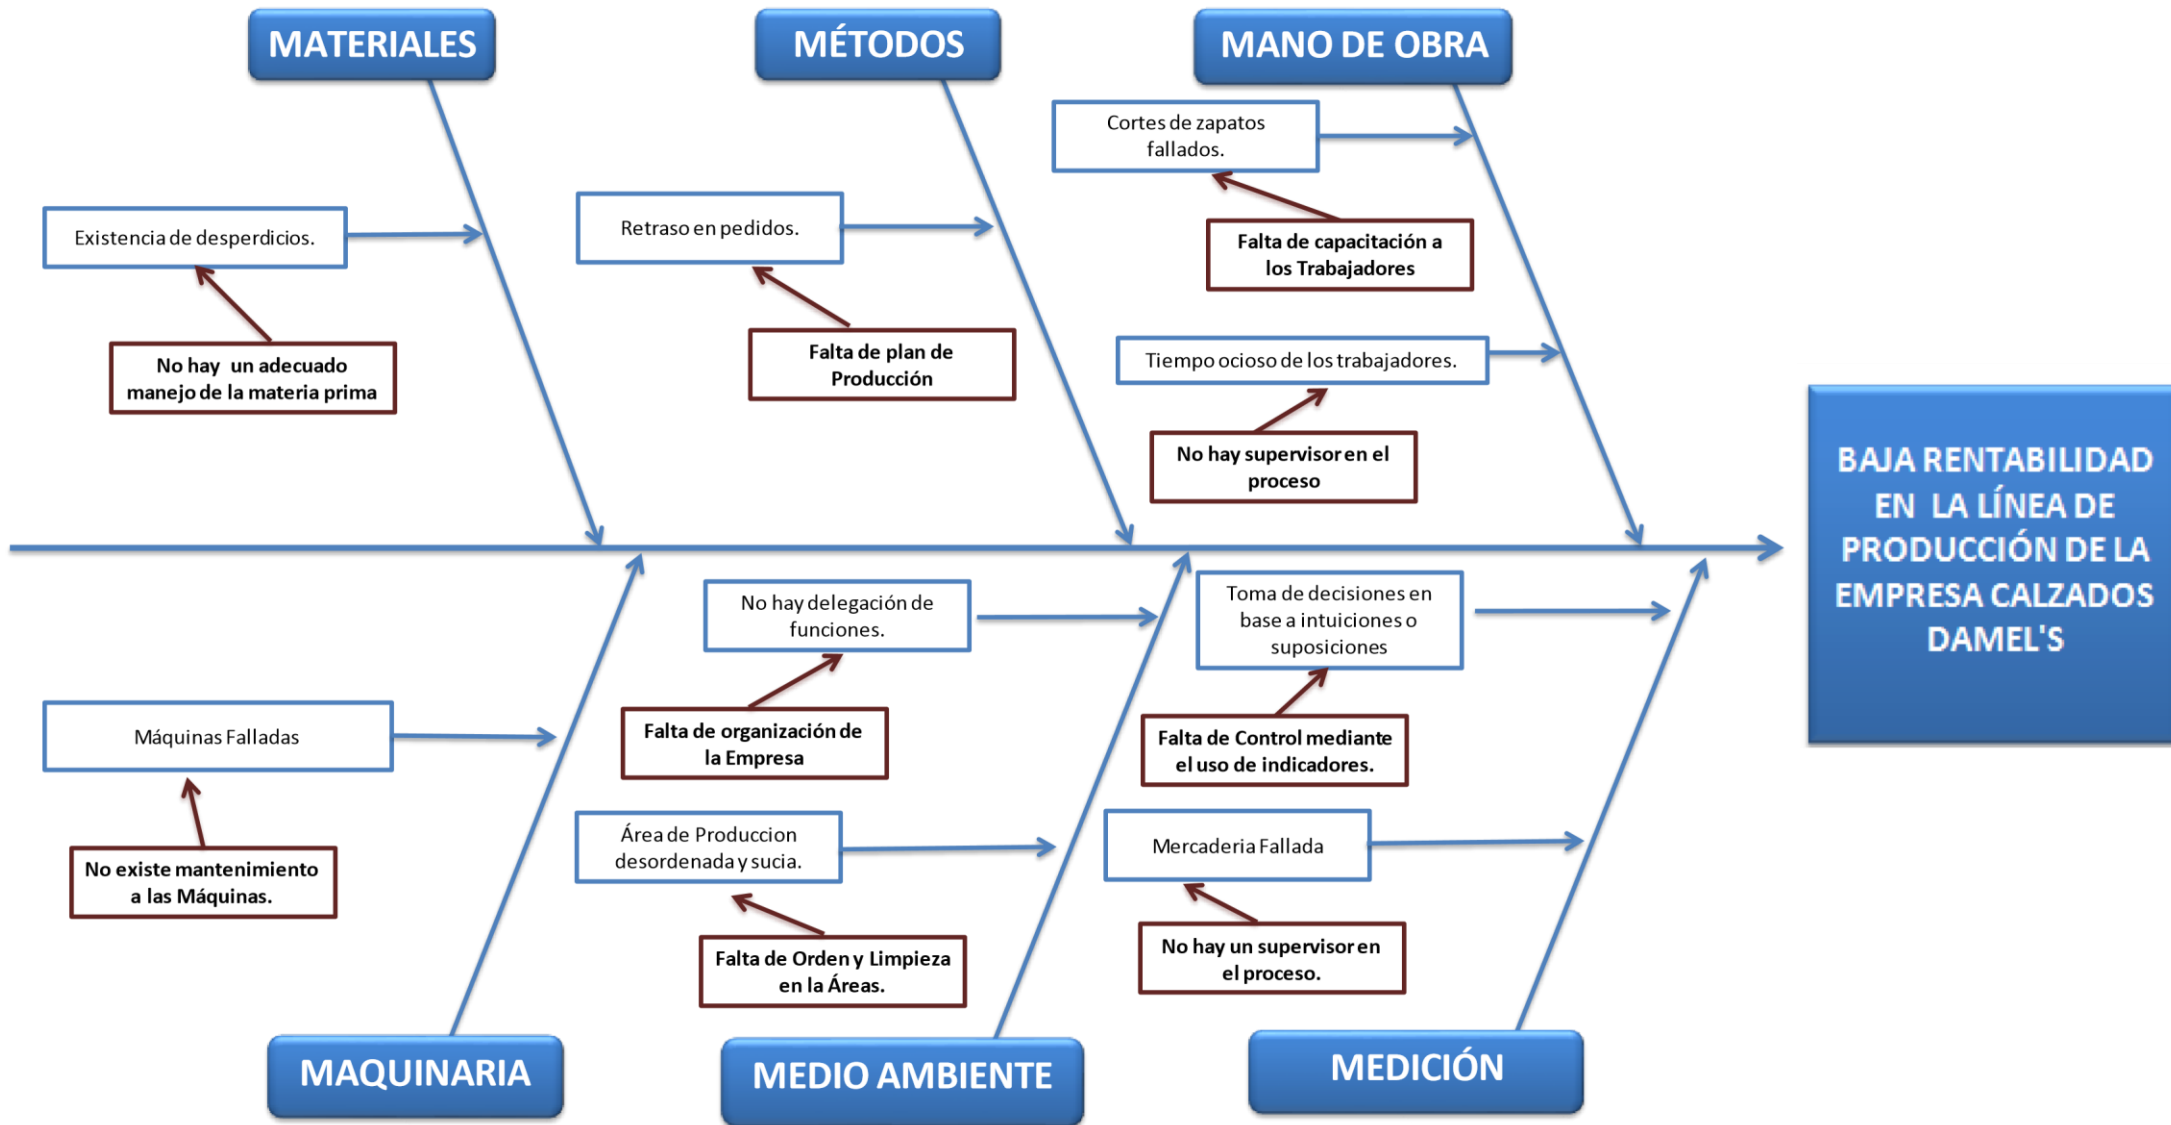 MATERIALES
MÉTODOS
MANO DE OBRA
Cortes de zapatos
fallados.
Existencia de desperdicios.
Retraso en pedidos.
Falta de capacitación a
los Trabajadores
No hay un adecuado
manejo de la materia prima
Falta de plan de
Producción
Tiempo ocioso de los trabajadores.
No hay supervisor en el
proceso
BAJA RENTABILIDAD
EN LA LÍNEA DE
PRODUCCIÓN DE LA
EMPRESA CALZADOS
DAMEL'S
No hay delegación de
funciones.
Toma de decisiones en
base a intuiciones o
suposiciones
Máquinas Falladas
Falta de organización de
la Empresa
Falta de Control mediante
el uso de indicadores.
Área de Produccion
desordenada y sucia.
Mercaderia Fallada
No existe mantenimiento
a las Máquinas.
Falta de Orden y Limpieza
en la Áreas.
No hay un supervisor en
el proceso.
MAQUINARIA
MEDIO AMBIENTE
MEDICIÓN